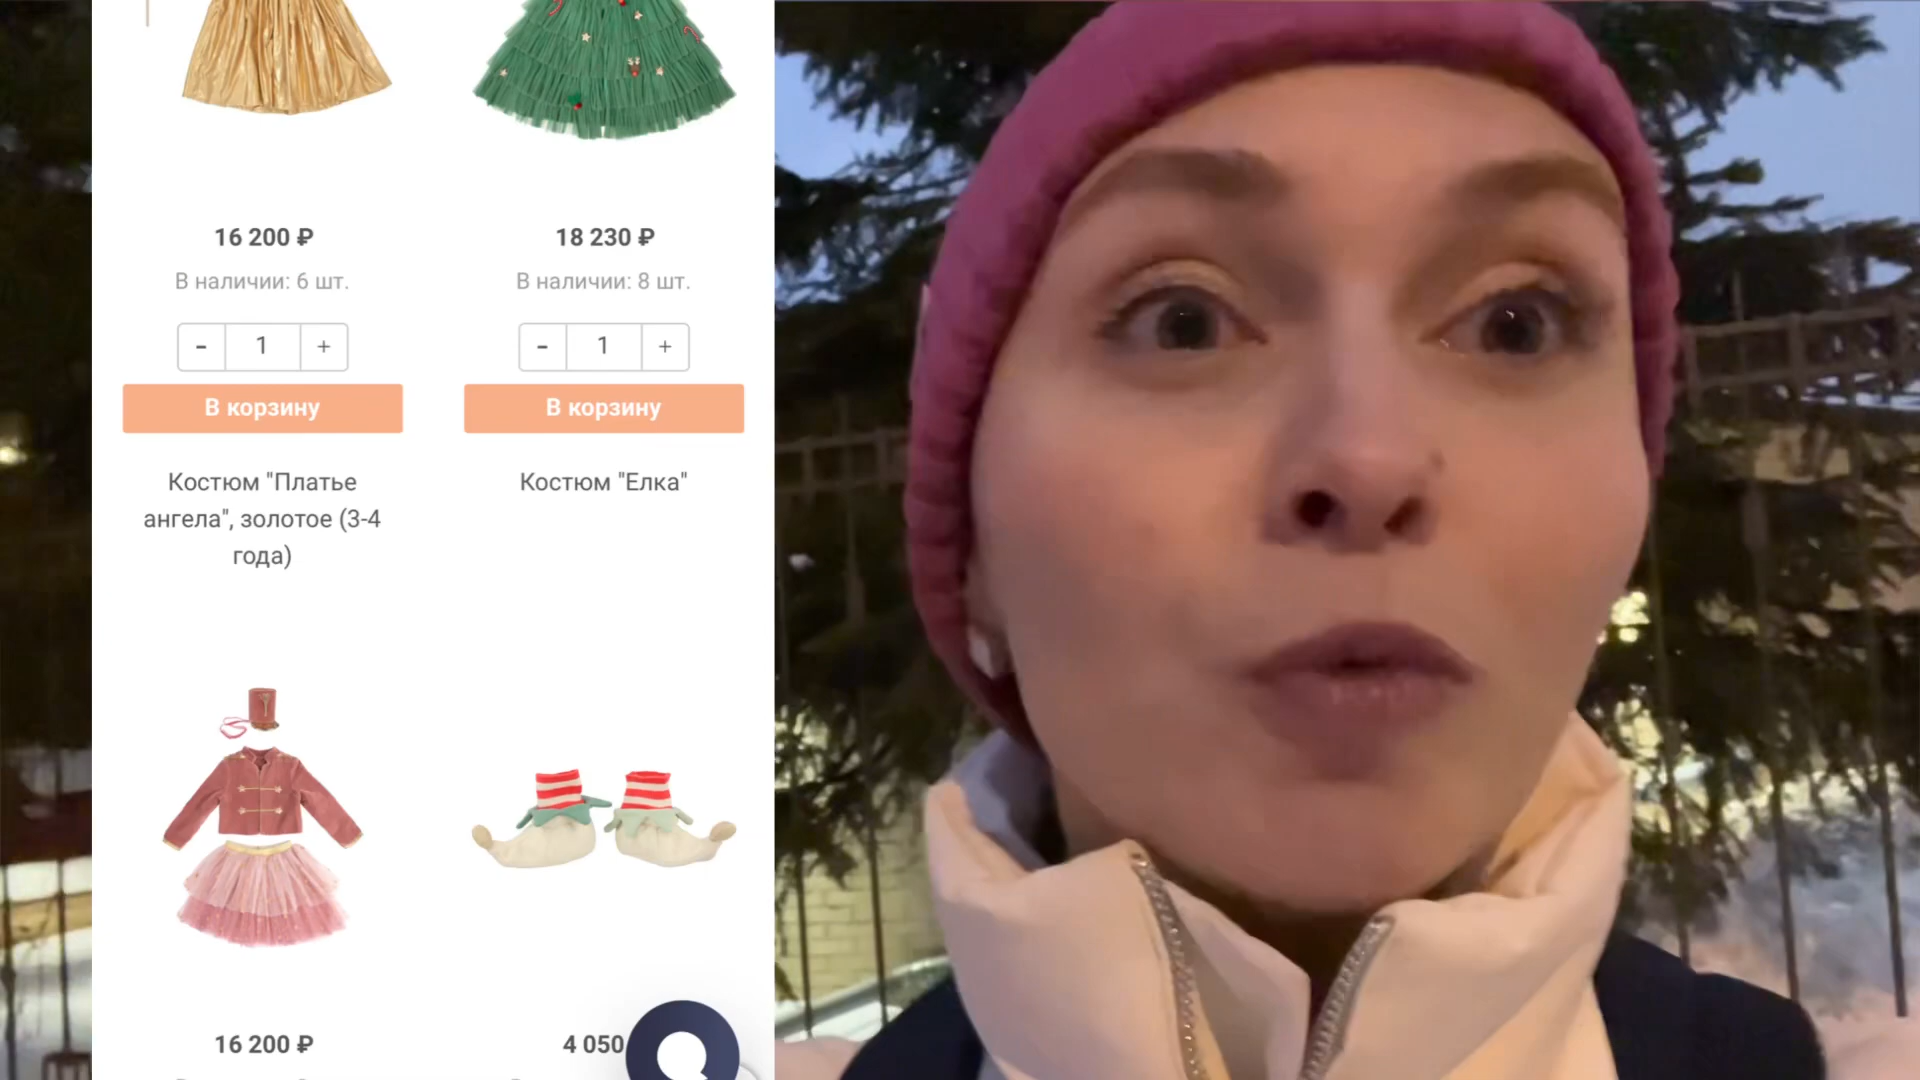 16 200 ₽
18 230 ₽
В наличии: 6 шт.
В наличии: 8 шт.
- 1 +
- 1 +
В корзину
В корзину
Костюм "Платье
ангела", золотое (3-4
года)
Костюм "Елка"
16 200 ₽
4 050